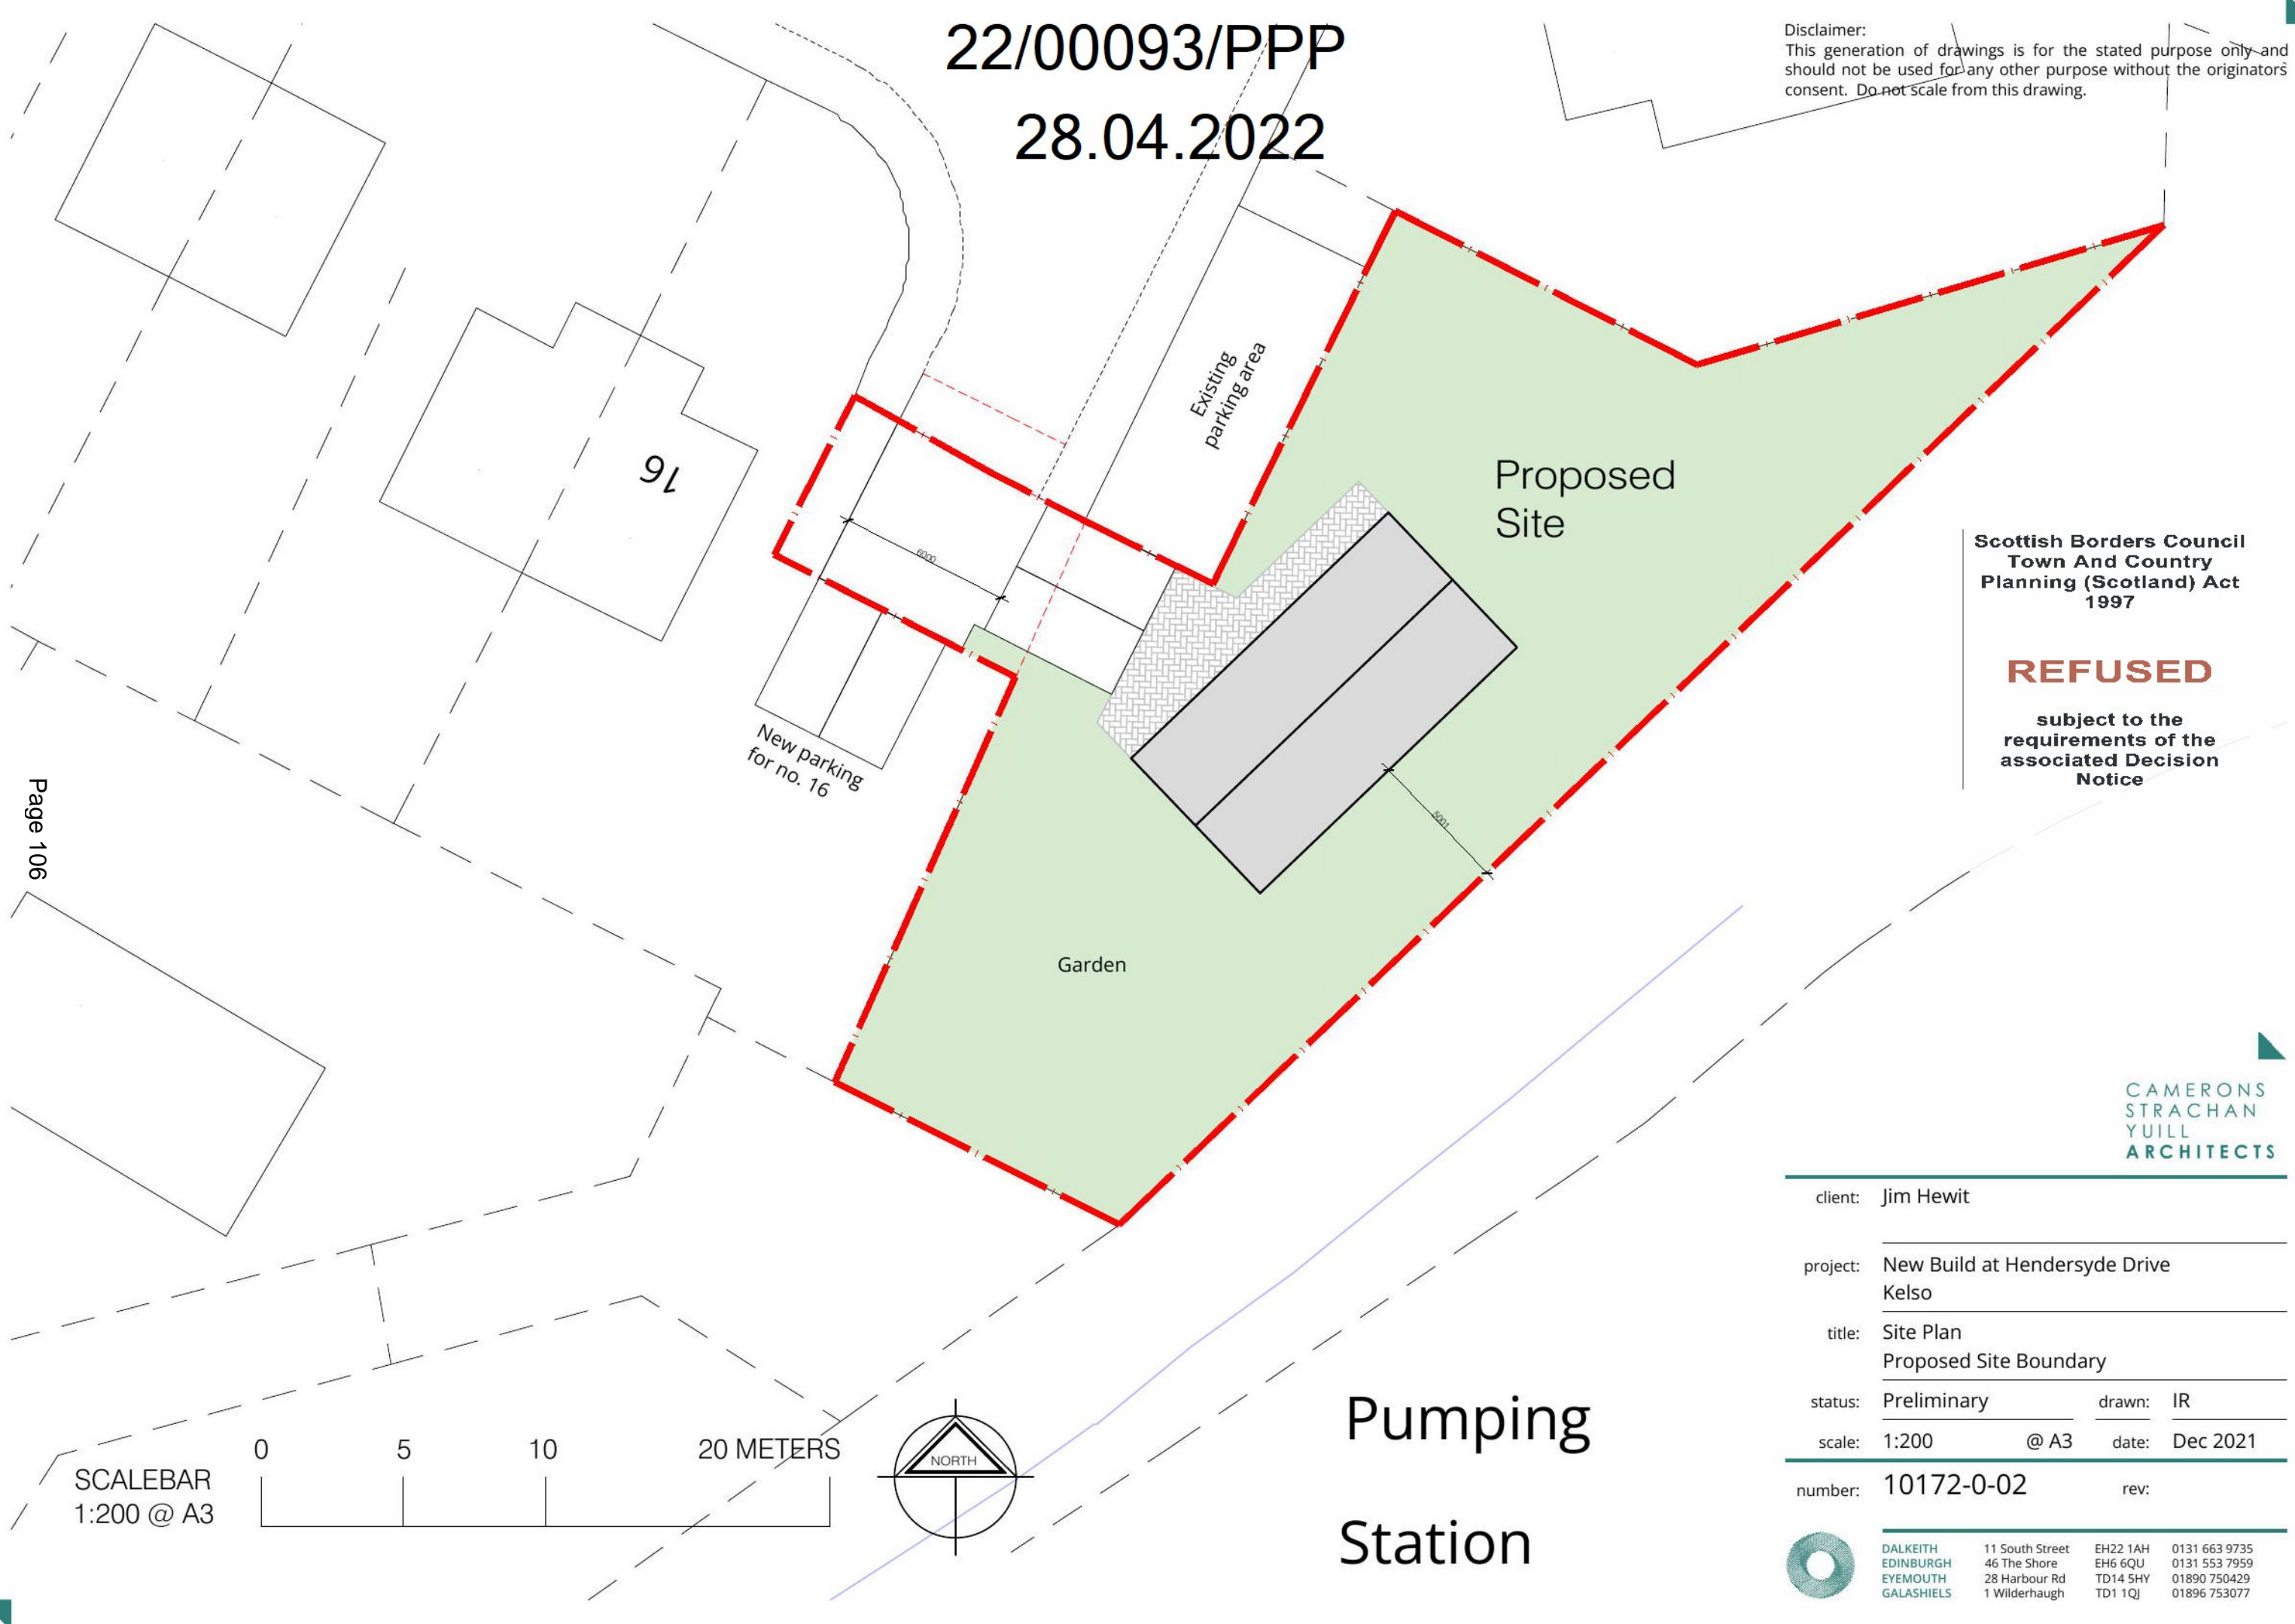 22/00093/PPP
28.04.2022
Disclaimer:
This generation of drawings is for the stated purpose only and
should not be used for any other purpose without the originators
consent. Do not scale from this drawing.
Existing
parking area
16
6000
Proposed
Site
New parking
for no. 16
5001
Garden
Page 106
Scottish Borders Council
Town And Country
Planning (Scotland) Act
1997
REFUSED
subject to the
requirements of the
associated Decision
Notice
CAMERONS
STRACHAN
YUILL
ARCHITECTS
client: Jim Hewit
project: New Build at Hendersyde Drive
Kelso
title: Site Plan
Proposed Site Boundary
status: Preliminary drawn: IR
scale: 1:200 @ A3 date: Dec 2021
number: 10172-0-02 rev:
DALKEITH 11 South Street EH22 1AH 0131 663 9735
EDINBURGH 46 The Shore EH6 6QU 0131 553 7959
EYEMOUTH 28 Harbour Rd TD14 5HY 01890 750429
GALASHIELS 1 Wilderhaugh TD1 1QJ 01896 753077
Pumping
Station
0 5 10 20 METERS
SCALEBAR
1:200 @ A3
NORTH